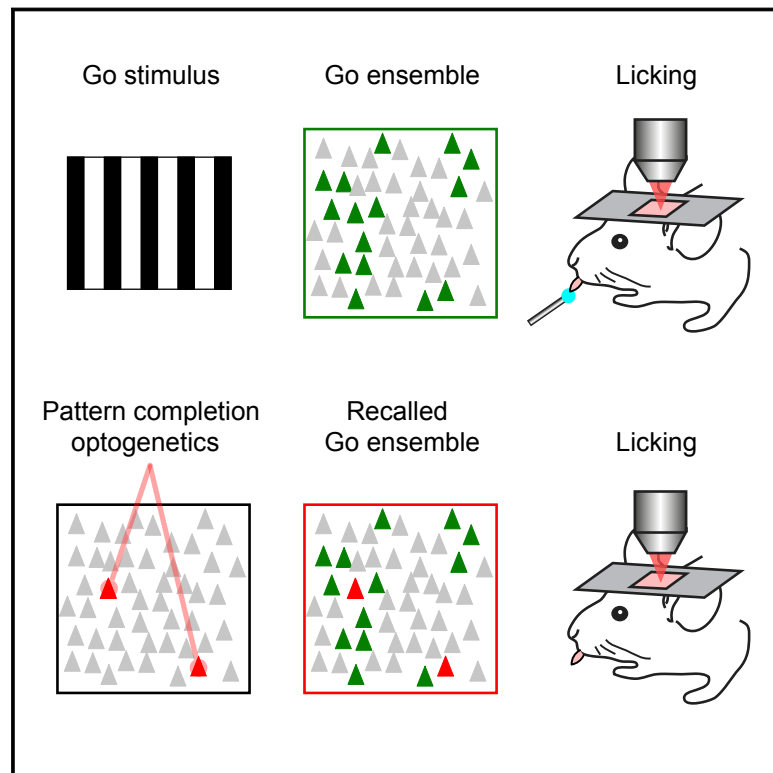 Go stimulus
Go ensemble
Licking
Pattern completion
optogenetics
Recalled
Go ensemble
Licking